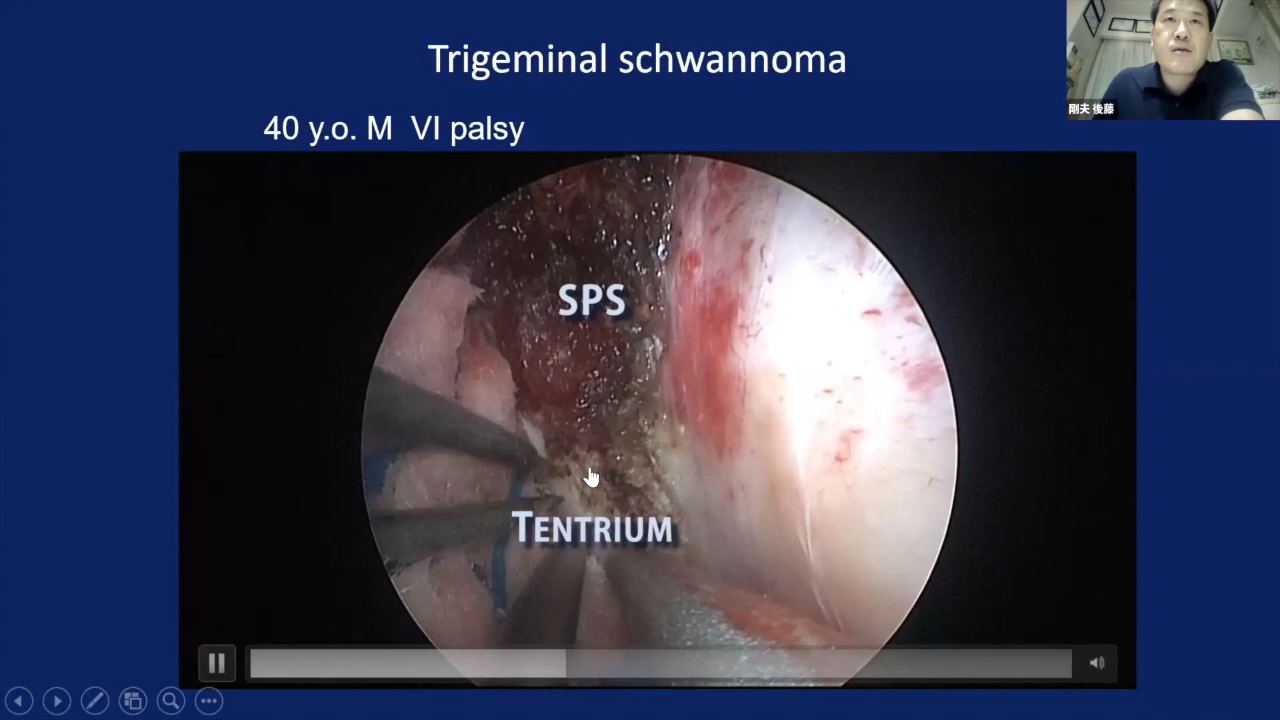 Trigeminal schwannoma
剛夫 後藤
40 y.o. M VI palsy
SPS
TENTRIUM